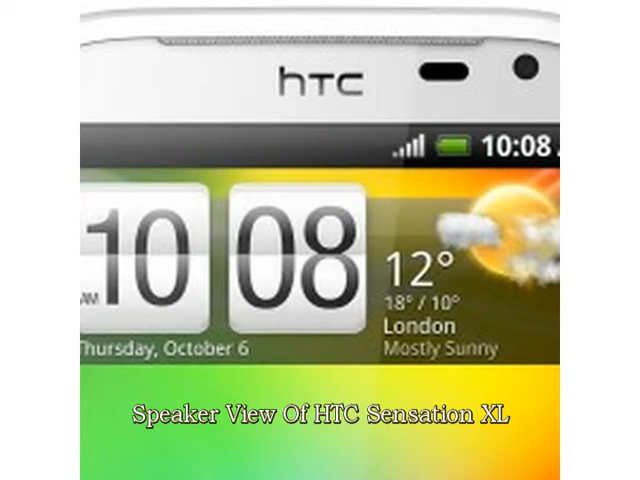 hTC
10:08
10 08
AM
12°
18° / 10°
London
Thursday, October 6
Mostly Sunny
Speaker View Of HTC Sensation XL